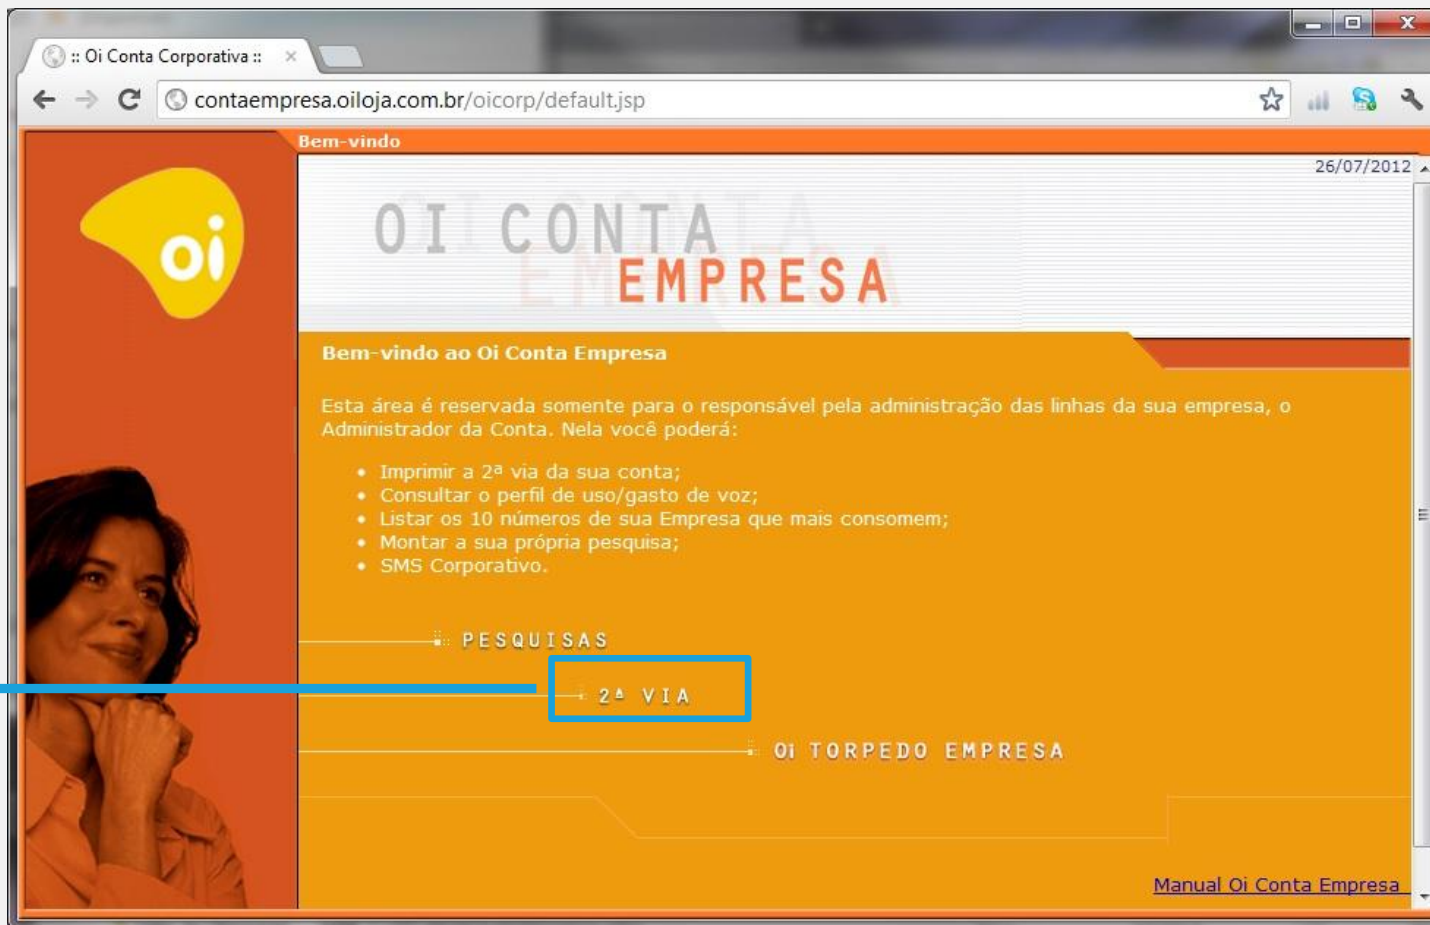 :: Oi Conta Corporativa ::
contaempresa.oiloja.com.br/oicorp/default.jsp
Bem-vindo
26/07/2012
oi
OI CONTA
EMPRESA
Bem-vindo ao Oi Conta Empresa
Esta área é reservada somente para o responsável pela administração das linhas da sua empresa, o
Administrador da Conta. Nela você poderá:
• Imprimir a 2ª via da sua conta;
• Consultar o perfil de uso/gasto de voz;
• Listar os 10 números de sua Empresa que mais consomem;
• Montar a sua própria pesquisa;
• SMS Corporativo.
PESQUISAS
2ª VIA
Oi TORPEDO EMPRESA
Manual Oi Conta Empresa